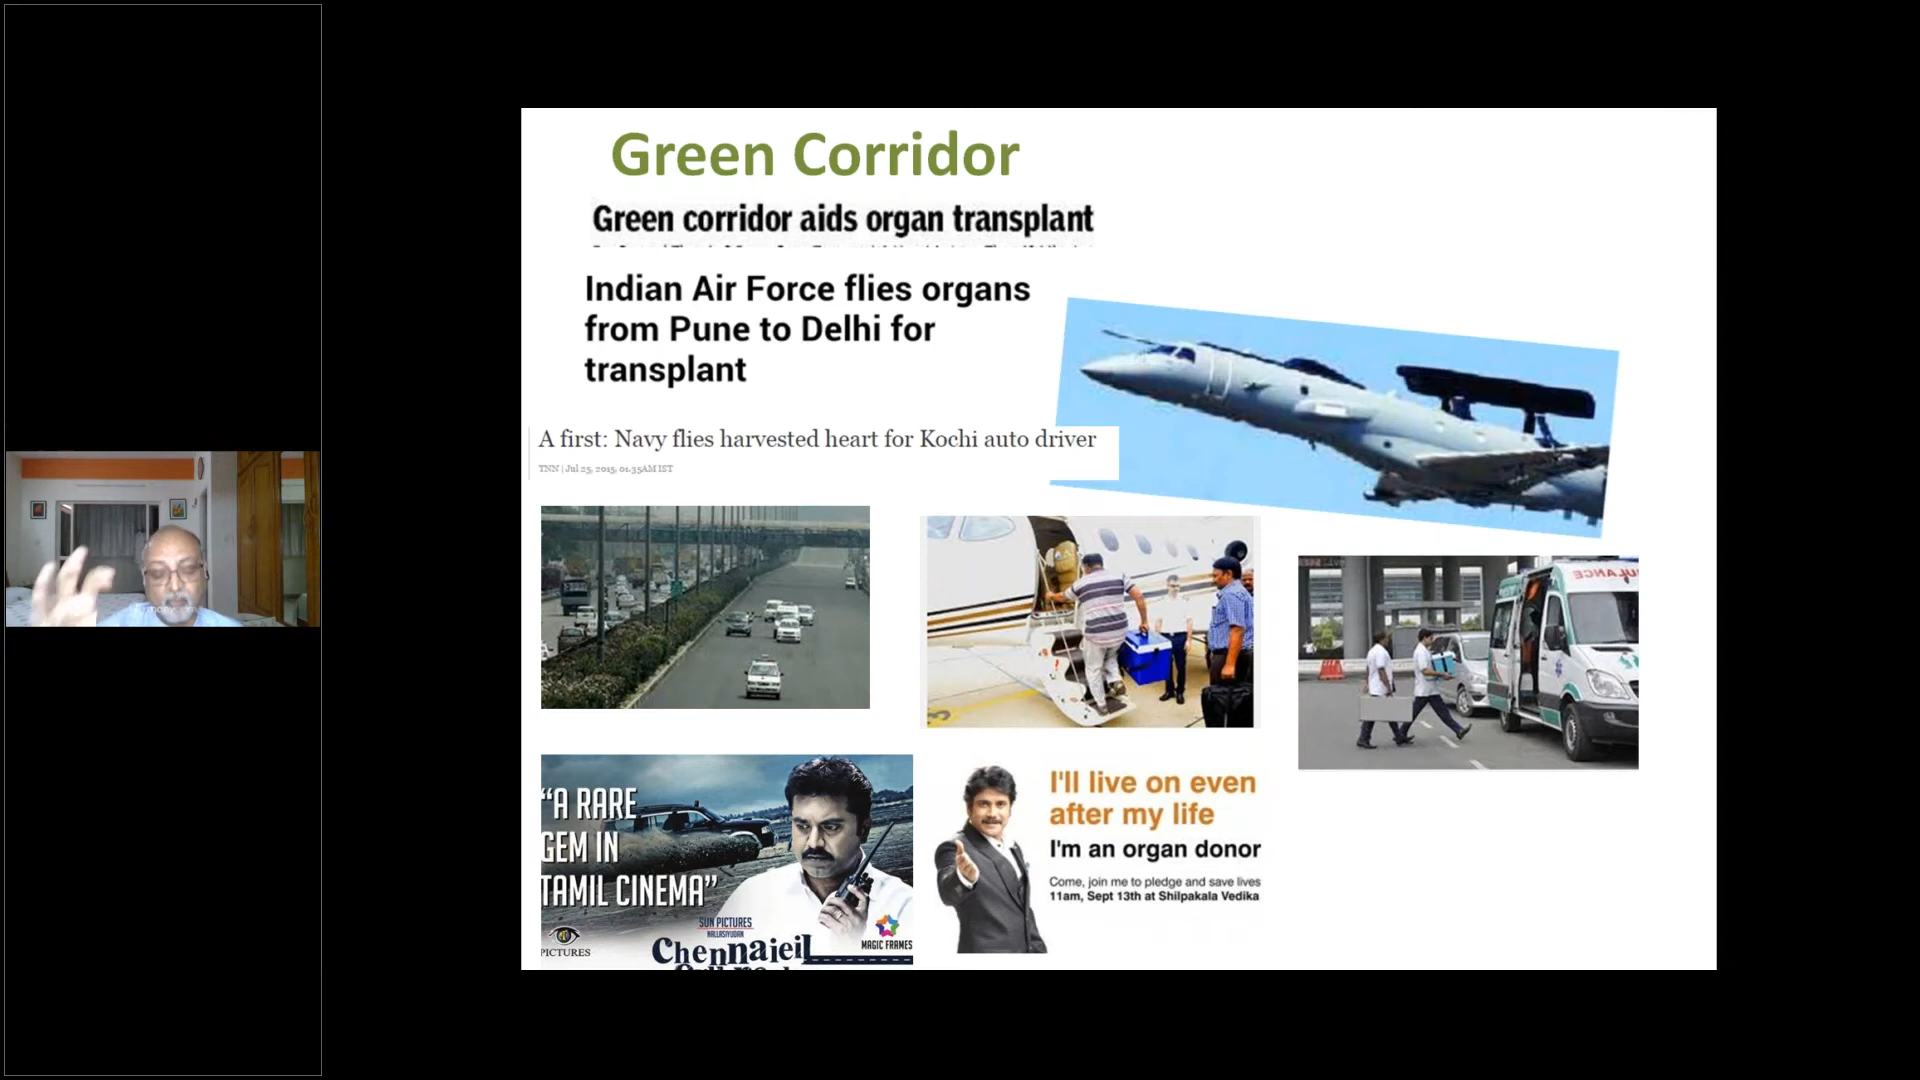 Green Corridor
Green corridor aids organ transplant
Indian Air Force flies organs
from Pune to Delhi for
transplant
A first: Navy flies harvested heart for Kochi auto driver
TNN | Jul 25, 2015, 01.35AM IST
AMBULANCE
“A RARE
GEM IN
TAMIL CINEMA”
SUN PICTURES
PICTURES
Chennaieil
MAGIC FRAMES
I'll live on even
after my life
I'm an organ donor
Come, join me to pledge and save lives
11am, Sept 13th at Shilpakala Vedika